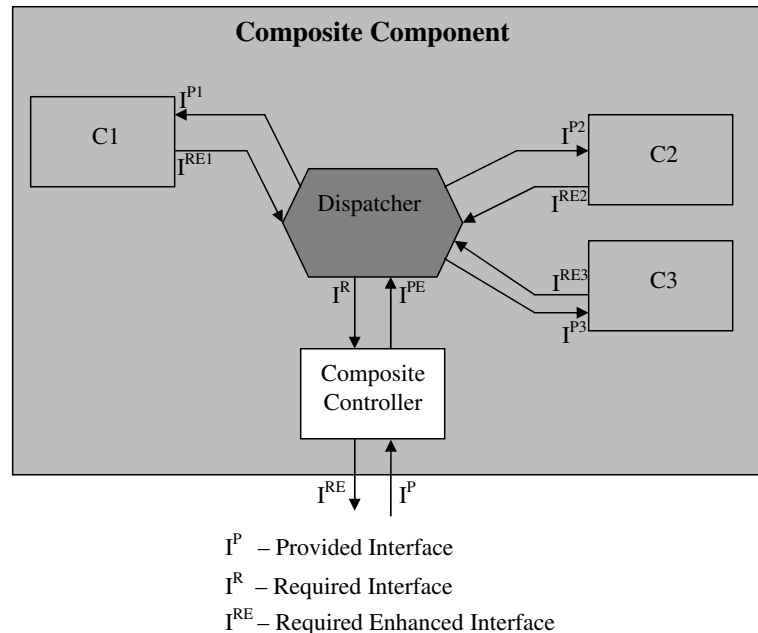 Composite Component
I^P1
C1
I^RE1
I^P2
C2
I^RE2
Dispatcher
I^RE3
C3
I^P3
I^R
I^PE
Composite
Controller
I^RE
I^P
I^P – Provided Interface
I^R – Required Interface
I^RE – Required Enhanced Interface